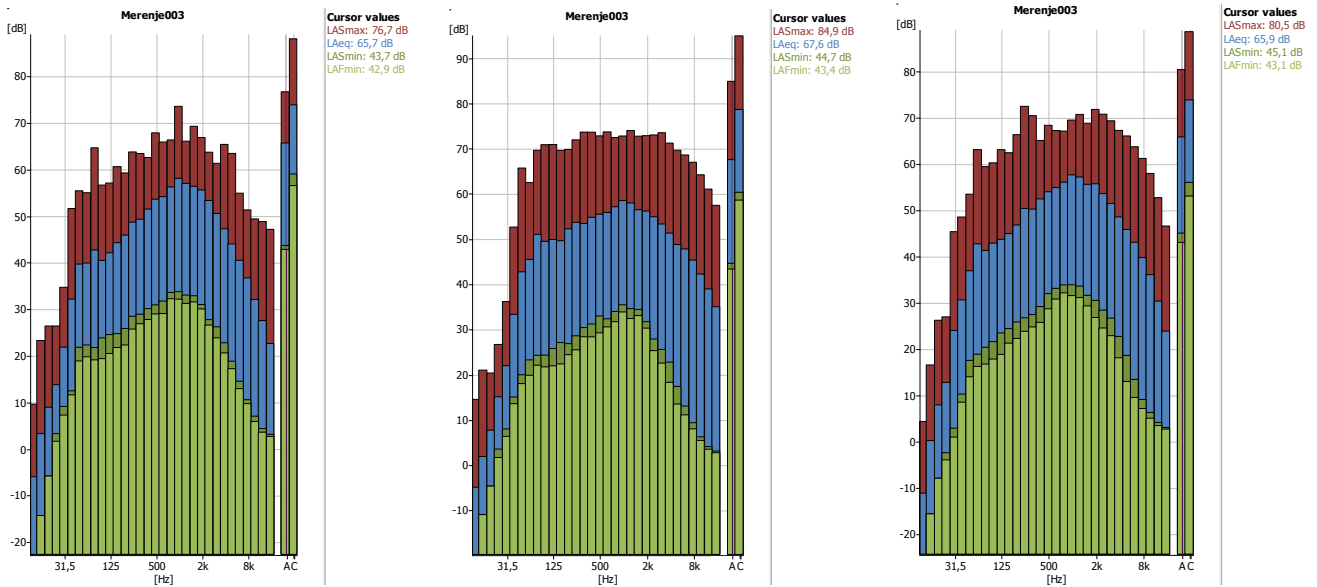 Merenje003
[dB]
80
70
60
50
40
30
20
10
0
-10
-20
31,5 125 500 2k 8k A C
[Hz]
Cursor values
LASmax: 76,7 dB
LAeq: 65,7 dB
LASmin: 43,7 dB
LAFmin: 42,9 dB
Merenje003
[dB]
90
80
70
60
50
40
30
20
10
0
-10
31,5 125 500 2k 8k A C
[Hz]
Cursor values
LASmax: 84,9 dB
LAeq: 67,6 dB
LASmin: 44,7 dB
LAFmin: 43,4 dB
Merenje003
[dB]
80
70
60
50
40
30
20
10
0
-10
-20
31,5 125 500 2k 8k A C
[Hz]
Cursor values
LASmax: 80,5 dB
LAeq: 65,9 dB
LASmin: 45,1 dB
LAFmin: 43,1 dB